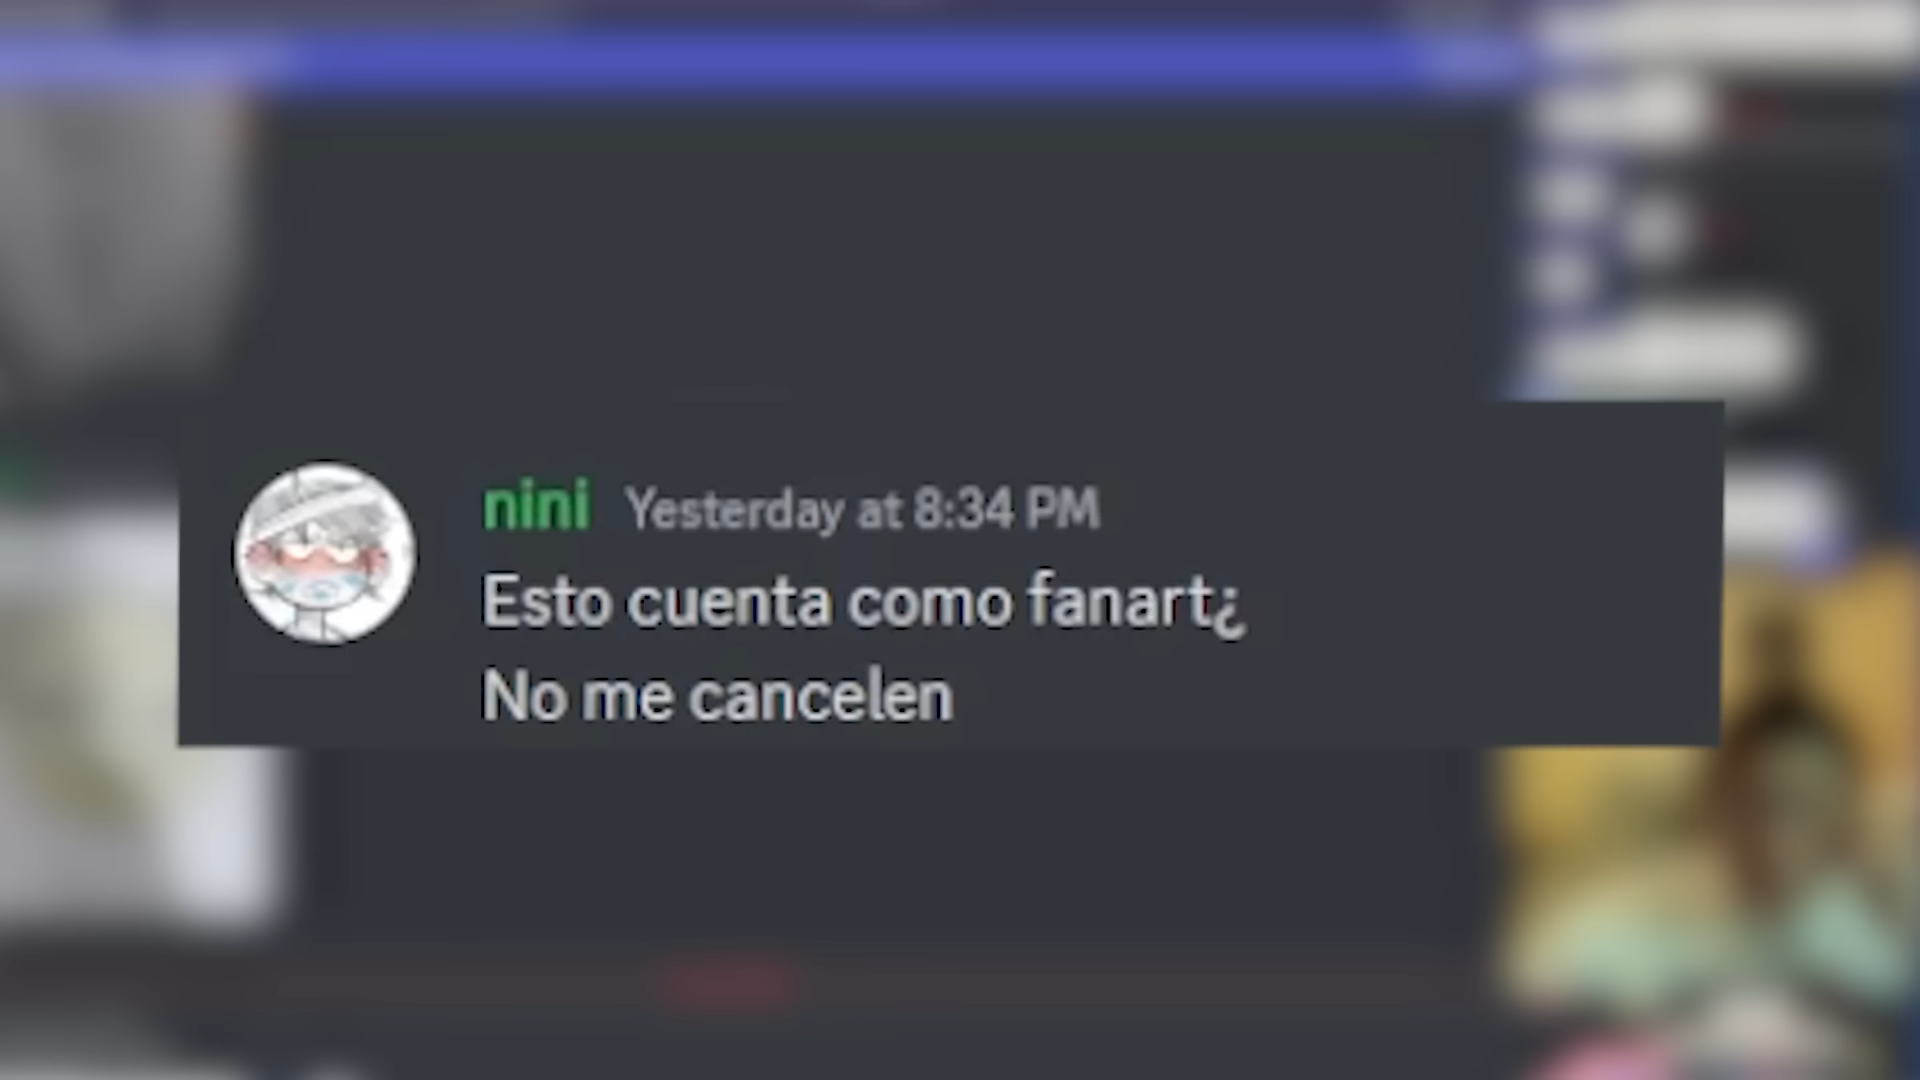 nini Yesterday at 8:34 PM
Esto cuenta como fanart¿
No me cancelen